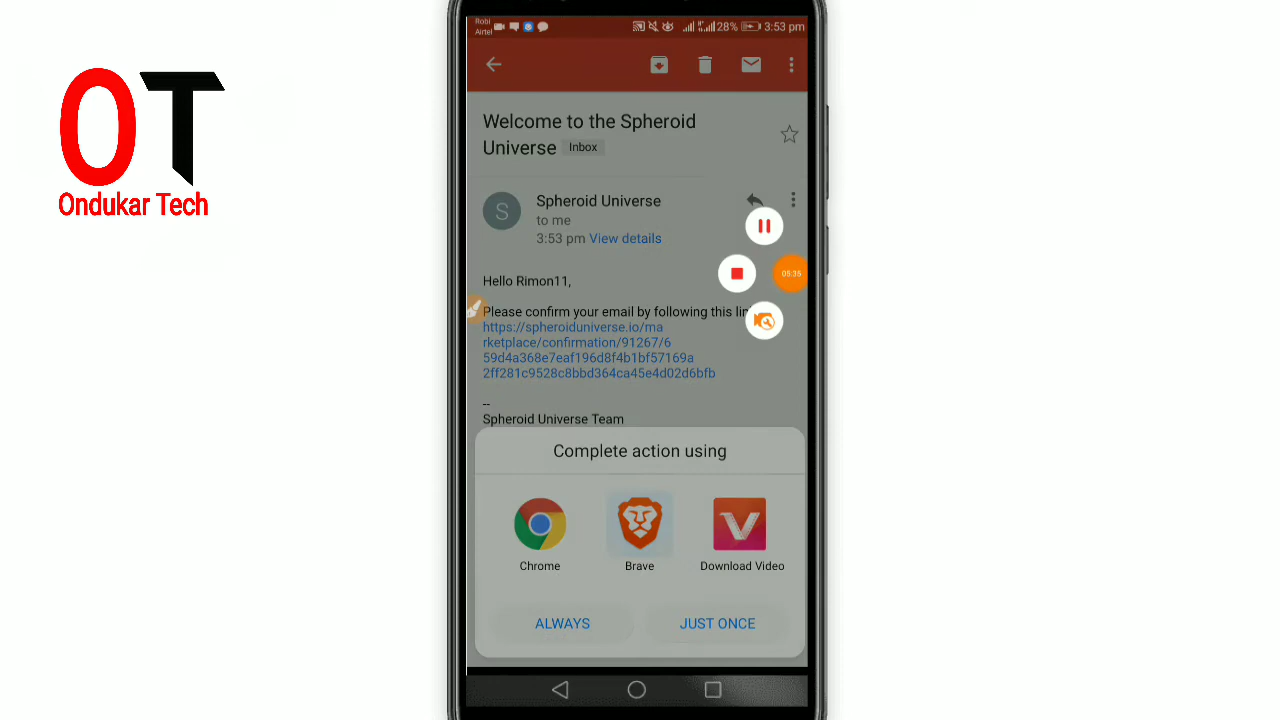 OT
Ondukar Tech
Robi
Airtel
28%
3:53 pm
Welcome to the Spheroid
Universe Inbox
S
Spheroid Universe
to me
3:53 pm View details
05:35
Hello Rimon11,
Please confirm your email by following this
https://spheroiduniverse.io/ma
rketplace/confirmation/91267/6
59d4a368e7eaf196d8f4b1bf57169a
2ff281c9528c8bbd364ca45e4d02d6bfb
--
Spheroid Universe Team
Complete action using
Chrome
Brave
Download Video
ALWAYS
JUST ONCE